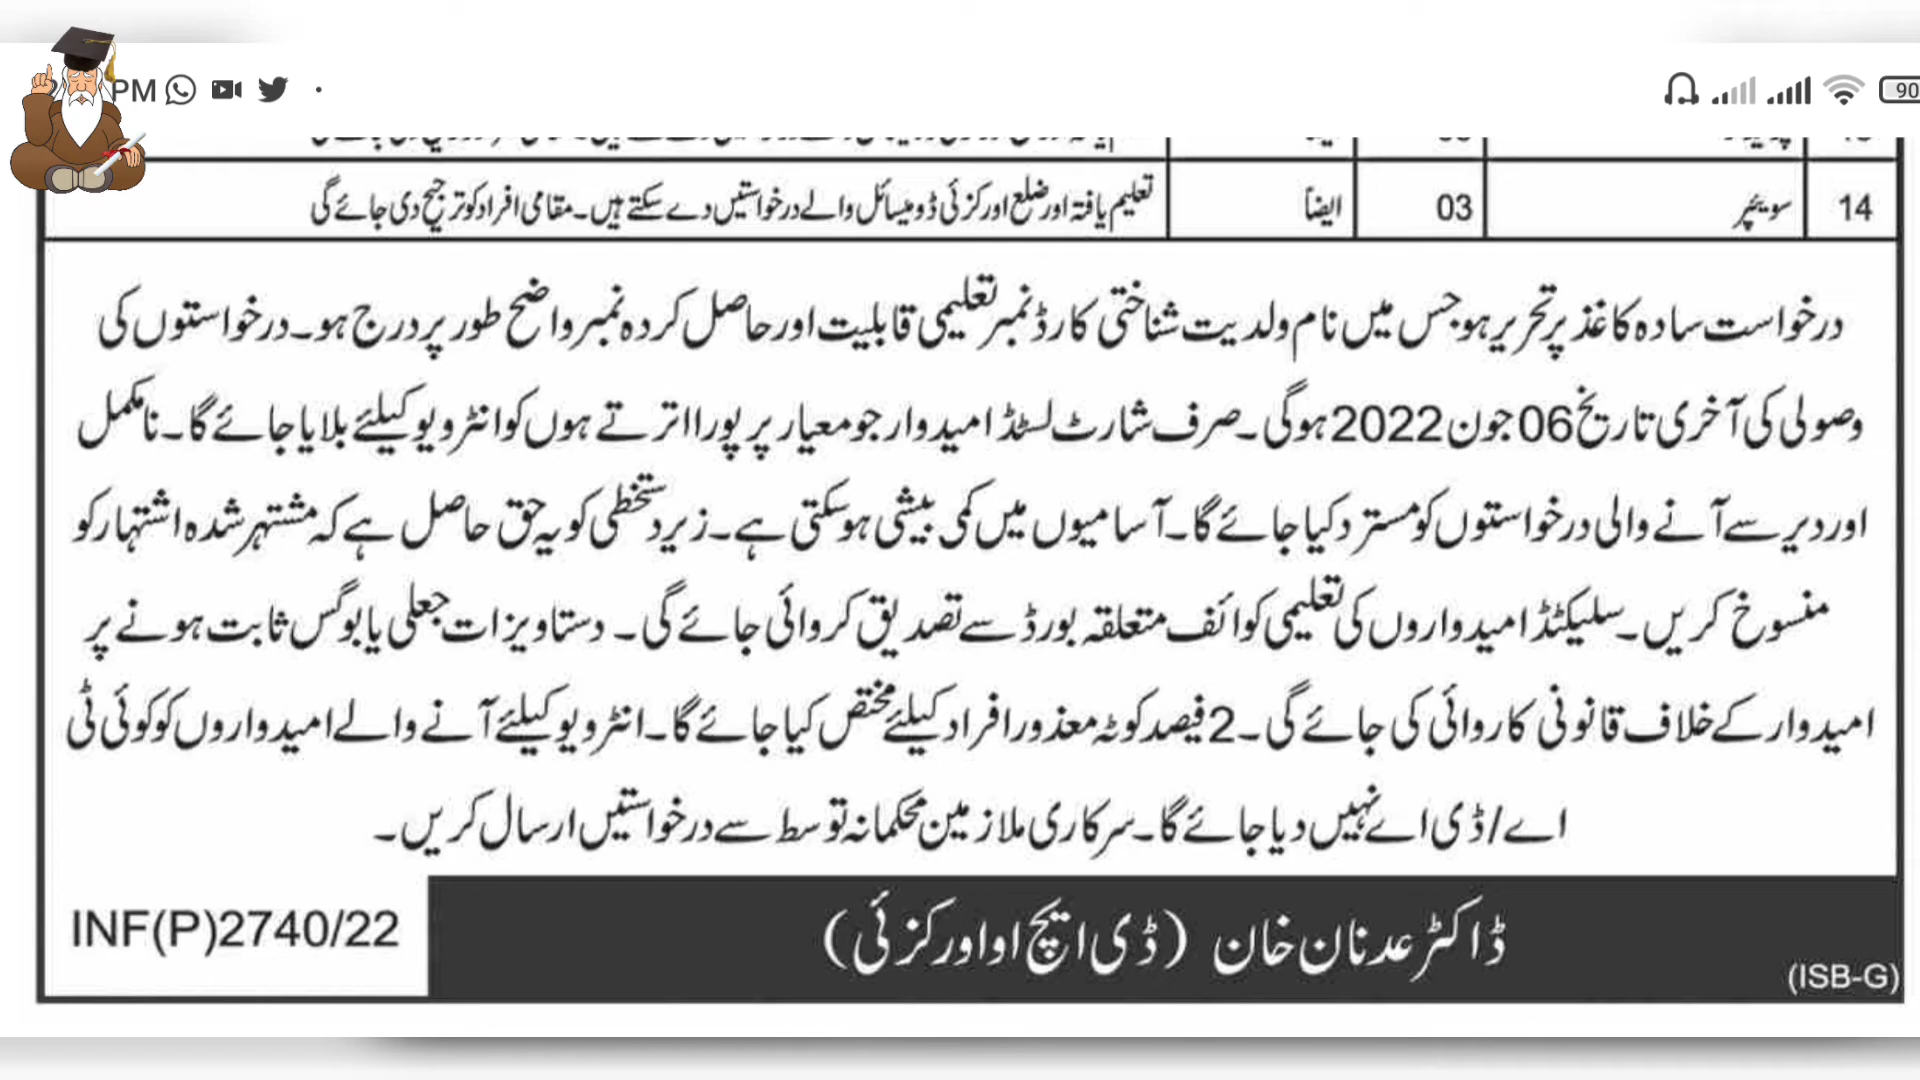 PM
90
14 سویئپر 03 ایضاً تعلیم یافتہ اور ضلع اورکزئی ڈومیسائل والے درخواستیں دے سکتے ہیں۔ مقامی افراد کو ترجیح دی جائے گی
درخواست سادہ کاغذ پر تحریر ہو جس میں نام ولدیت شناختی کارڈ نمبر تعلیمی قابلیت اور حاصل کردہ نمبر واضح طور پر درج ہو۔ درخواستوں کی
وصولی کی آخری تاریخ 06 جون 2022 ہوگی۔ صرف شارٹ لسٹڈ امیدوار جو معیار پر پورا اترتے ہوں کو انٹرویو کیلئے بلایا جائے گا۔ نامکمل
اور دیر سے آنے والی درخواستوں کو مسترد کیا جائے گا۔ آسامیوں میں کمی بیشی ہوسکتی ہے۔ زیر دستخطی کو یہ حق حاصل ہے کہ مشتہر شدہ اشتہار کو
منسوخ کریں۔ سلیکٹڈ امیدواروں کی تعلیمی کوائف متعلقہ بورڈ سے تصدیق کروائی جائے گی۔ دستاویزات جعلی یا بوگس ثابت ہونے پر
امیدوار کے خلاف قانونی کاروائی کی جائے گی۔ 2 فیصد کوٹہ معذور افراد کیلئے مختص کیا جائے گا۔ انٹرویو کیلئے آنے والے امیدواروں کو کوئی ٹی
اے/ڈی اے نہیں دیا جائے گا۔ سرکاری ملازمین محکمانہ توسط سے درخواستیں ارسال کریں۔
ڈاکٹر عدنان خان (ڈی ایچ او اورکزئی)
INF(P)2740/22
(ISB-G)